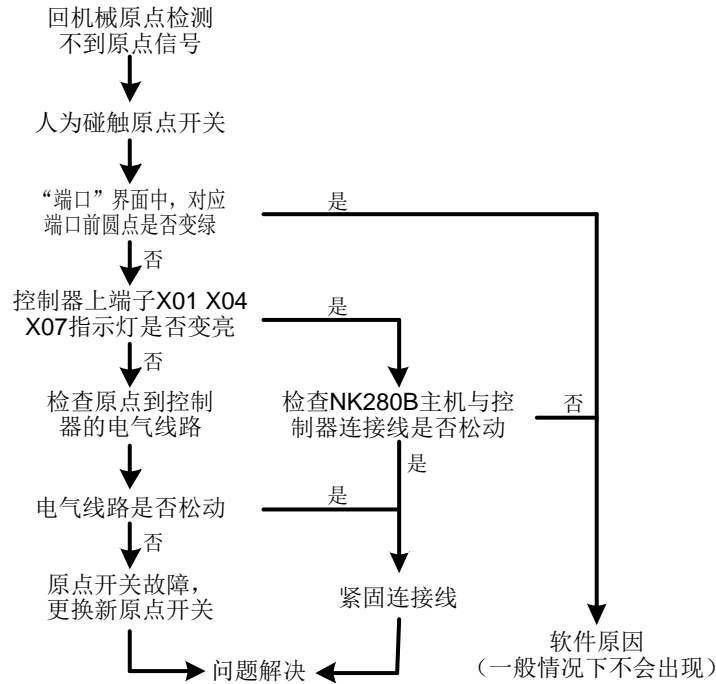 回机械原点检测
不到原点信号
人为碰触原点开关
“端口”界面中，对应
端口前圆点是否变绿
是
否
控制器上端子X01 X04
X07指示灯是否变亮
是
否
检查原点到控制
器的电气线路
检查NK280B主机与控
制器连接线是否松动
否
是
电气线路是否松动
是
否
原点开关故障，
更换新原点开关
紧固连接线
软件原因
（一般情况下不会出现）
问题解决